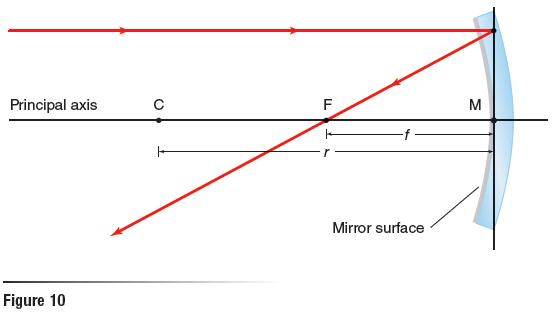 Principal axis C F M
f
r
Mirror surface
Figure 10